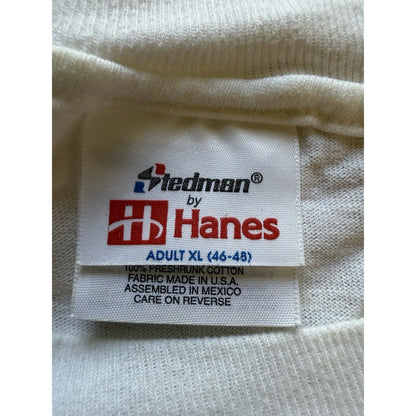 Stedman®
by
Hanes
ADULT XL (46-48)
100% PRESHRUNK COTTON
FABRIC MADE IN U.S.A.
ASSEMBLED IN MEXICO
CARE ON REVERSE